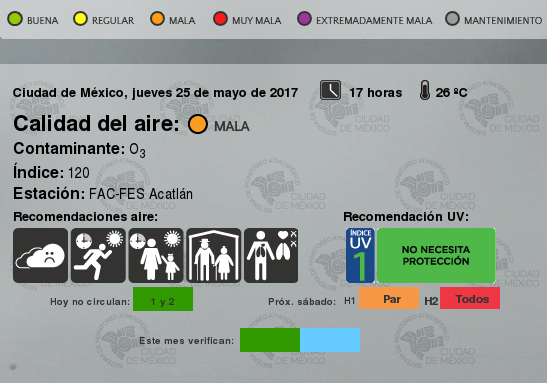 BUENA REGULAR MALA MUY MALA EXTREMADAMENTE MALA MANTENIMIENTO
Ciudad de México, jueves 25 de mayo de 2017 17 horas 26 ºC
Calidad del aire: MALA
Contaminante: O3
Índice: 120
Estación: FAC-FES Acatlán
Recomendaciones aire: Recomendación UV:
ÍNDICE
UV
1
NO NECESITA
PROTECCIÓN
Hoy no circulan: 1 y 2 Próx. sábado: H1 Par H2 Todos
Este mes verifican:
CIUDAD
DE MÉXICO